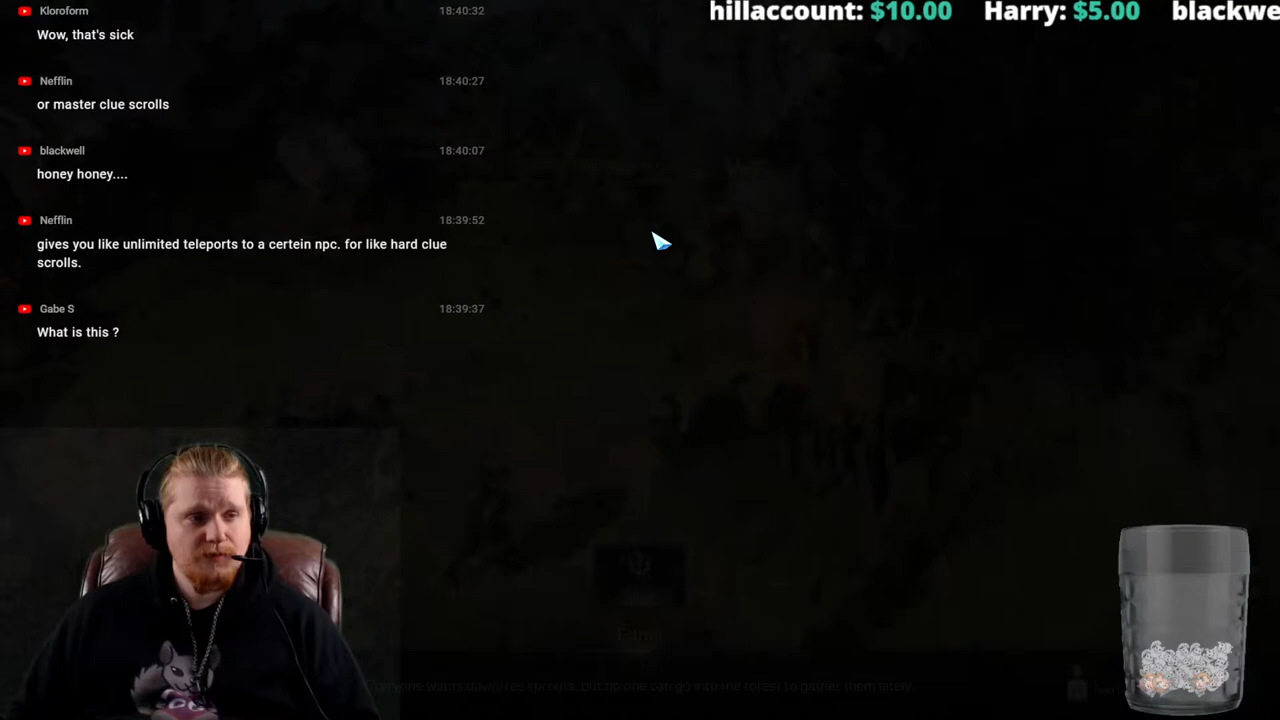 hillaccount: $10.00 Harry: $5.00 blackwe
Kloroform 18:40:32
Wow, that's sick
Nefflin 18:40:27
or master clue scrolls
blackwell 18:40:07
honey honey....
Nefflin 18:39:52
gives you like unlimited teleports to a certein npc. for like hard clue
scrolls.
Gabe S 18:39:37
What is this ?